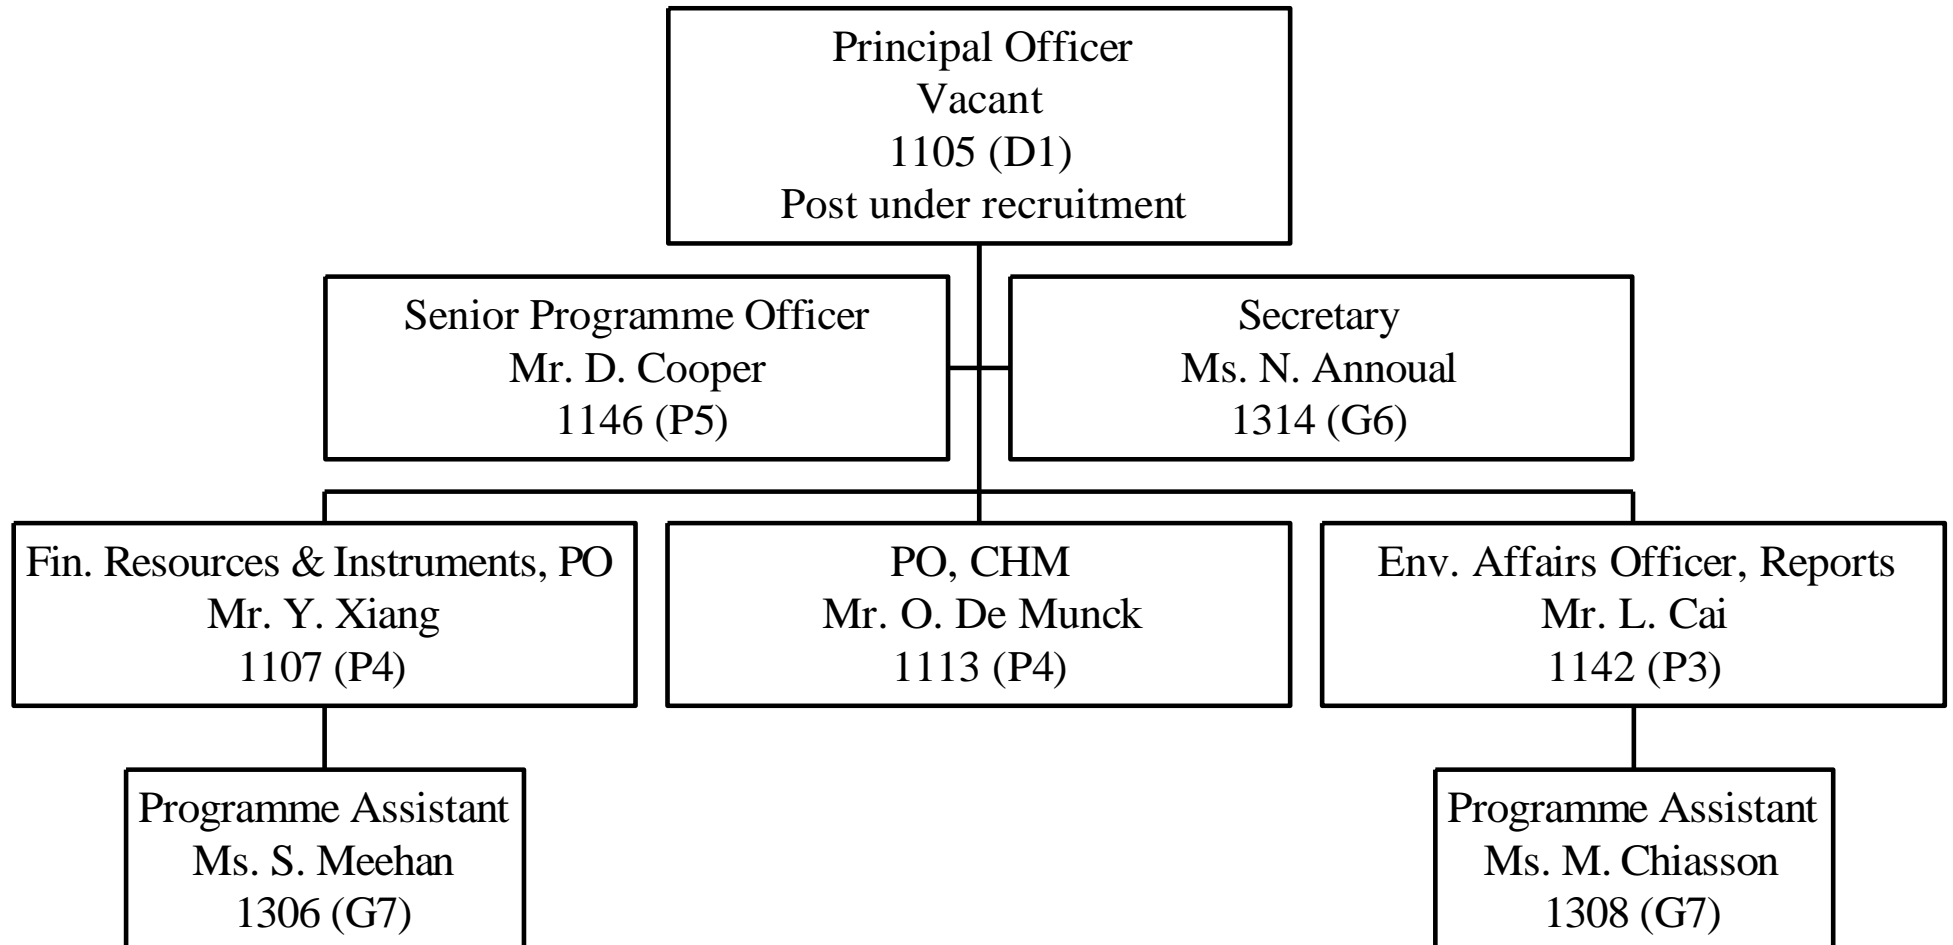 Principal Officer
Vacant
1105 (D1)
Post under recruitment
Senior Programme Officer
Mr. D. Cooper
1146 (P5)
Secretary
Ms. N. Annoual
1314 (G6)
Fin. Resources & Instruments, PO
Mr. Y. Xiang
1107 (P4)
PO, CHM
Mr. O. De Munck
1113 (P4)
Env. Affairs Officer, Reports
Mr. L. Cai
1142 (P3)
Programme Assistant
Ms. S. Meehan
1306 (G7)
Programme Assistant
Ms. M. Chiasson
1308 (G7)